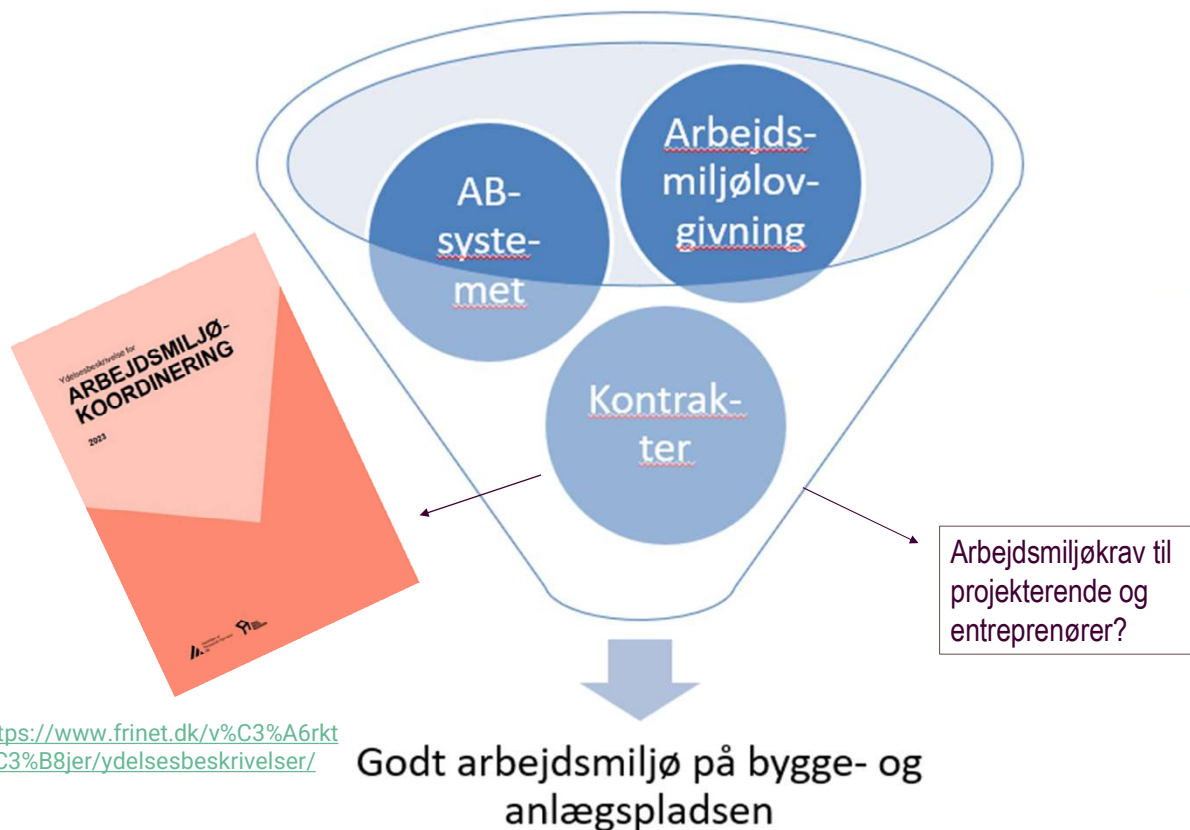 AB-
syste-
met
Arbejds-
miljølov-
givning
Kontrak-
ter
Ydelsesbeskrivelse for
ARBEJDSMILJØ-
KOORDINERING
2023
Arbejdsmiljøkrav til
projekterende og
entreprenører?
tps://www.frinet.dk/v%C3%A6rkt
C3%B8jer/ydelsesbeskrivelser/
Godt arbejdsmiljø på bygge- og
anlægspladsen